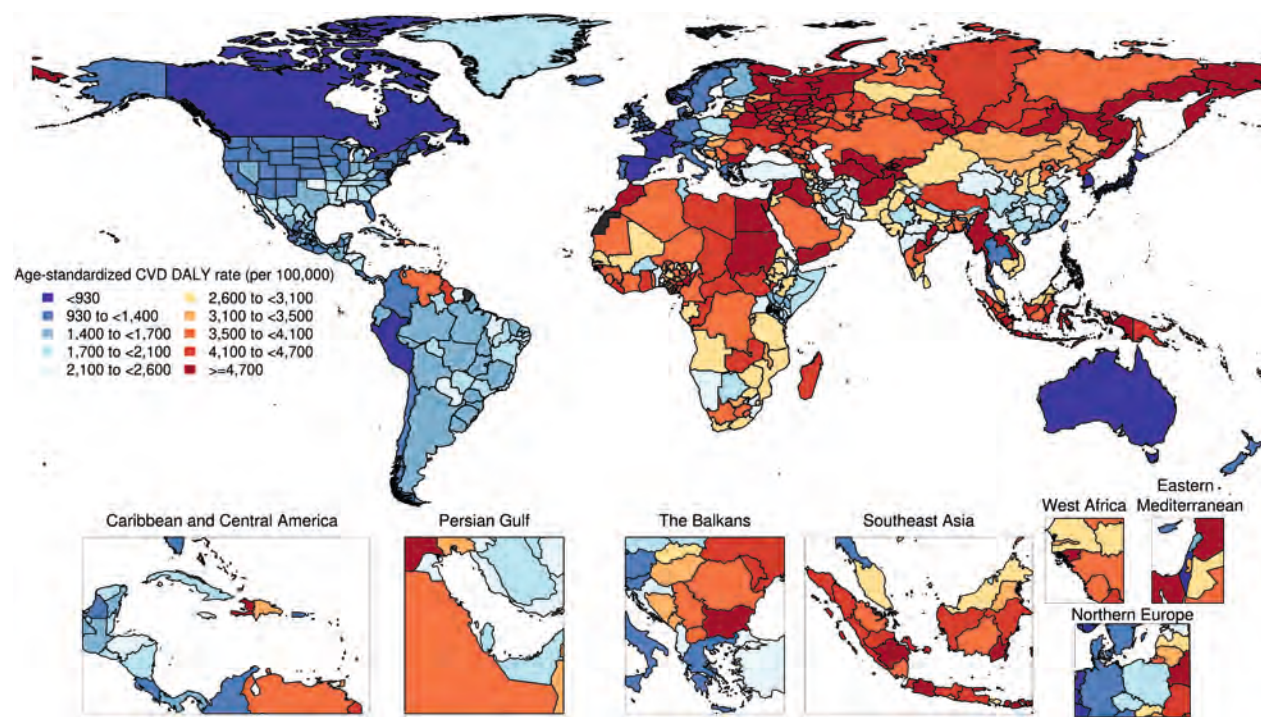 Age-standardized CVD DALY rate (per 100,000)
<930
930 to <1,400
1.400 to <1,700
1,700 to <2,100
2,100 to <2,600
2,600 to <3,100
3,100 to <3,500
3,500 to <4,100
4,100 to <4,700
>=4,700
Caribbean and Central America
Persian Gulf
The Balkans
Southeast Asia
West Africa
Eastern
Mediterranean
Northern Europe